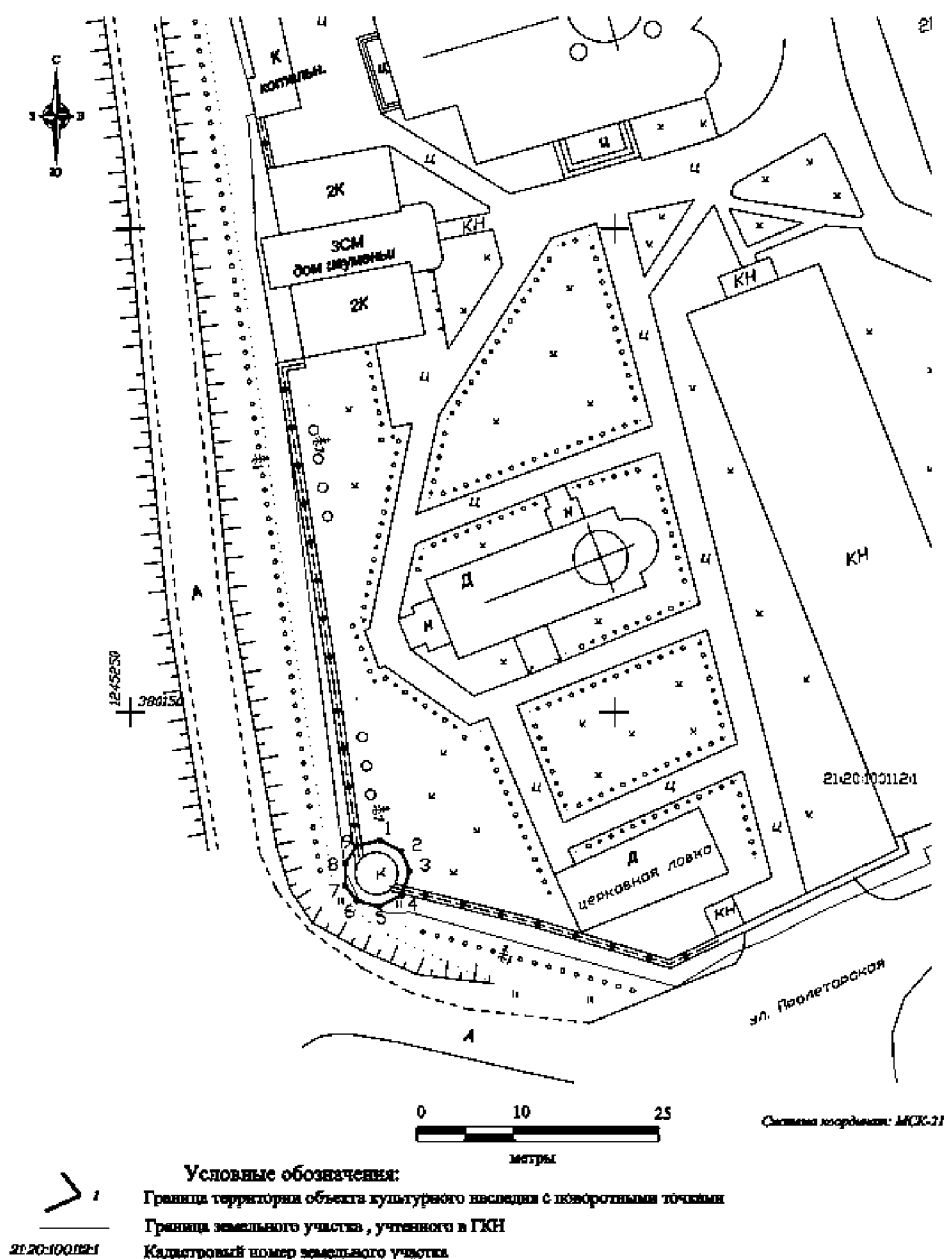 ц
К
котельн.
С
З В
Ю
ц
ц
ц
2К
3СМ
дом игуменьи
КН
ц
2К
КН
ц
ц
ц
Д
Н
Н
ц
КН
А
1245250
380150
21:20:100112:1
ц
ц
ц
Д
церковная лавка
КН
1
2
3
4
5
6
7
8
9
К
А
ул. Пролетарская
0 10 25
метры
Система координат: МСК-21
Условные обозначения:
1 Граница территории объекта культурного наследия с поворотными точками
Граница земельного участка , учтенного в ГКН
21:20:100112:1 Кадастровый номер земельного участка